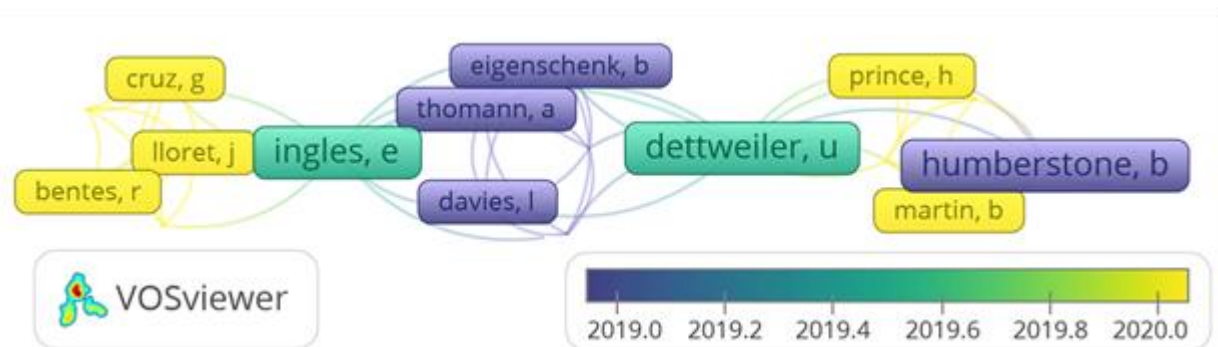 cruz, g
lloret, j
bentes, r
ingles, e
eigenschenk, b
thomann, a
davies, l
dettweiler, u
prince, h
humberstone, b
martin, b
VOSviewer
2019.0 2019.2 2019.4 2019.6 2019.8 2020.0